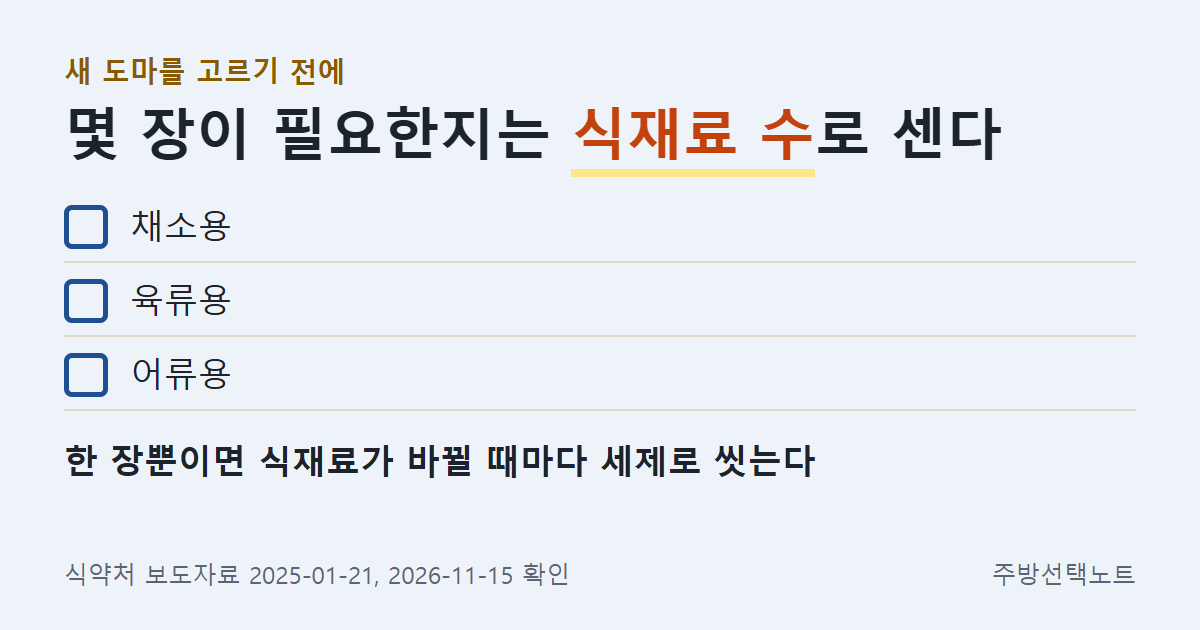 새 도마를 고르기 전에
몇 장이 필요한지는 식재료 수로 센다
채소용
육류용
어류용
한 장뿐이면 식재료가 바뀔 때마다 세제로 씻는다
식약처 보도자료 2025-01-21, 2026-11-15 확인
주방선택노트